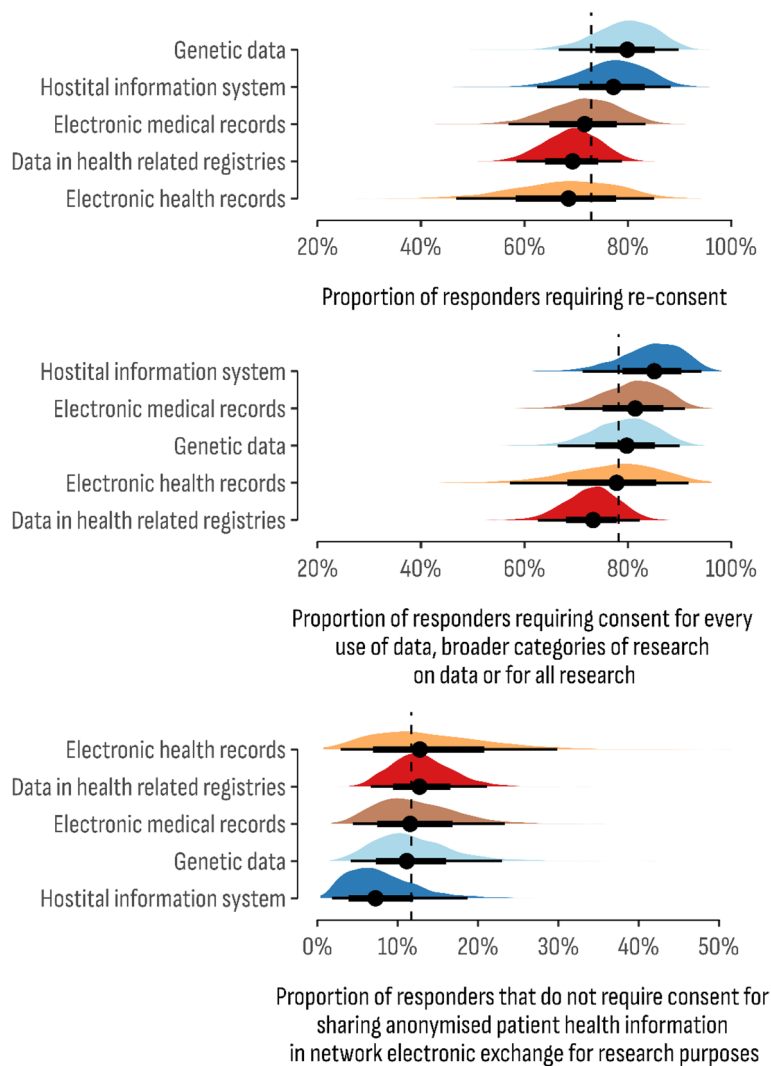 Genetic data
Hostital information system
Electronic medical records
Data in health related registries
Electronic health records
20% 40% 60% 80% 100%
Proportion of responders requiring re-consent
Hostital information system
Electronic medical records
Genetic data
Electronic health records
Data in health related registries
20% 40% 60% 80% 100%
Proportion of responders requiring consent for every
use of data, broader categories of research
on data or for all research
Electronic health records
Data in health related registries
Electronic medical records
Genetic data
Hostital information system
0% 10% 20% 30% 40% 50%
Proportion of responders that do not require consent for
sharing anonymised patient health information
in network electronic exchange for research purposes